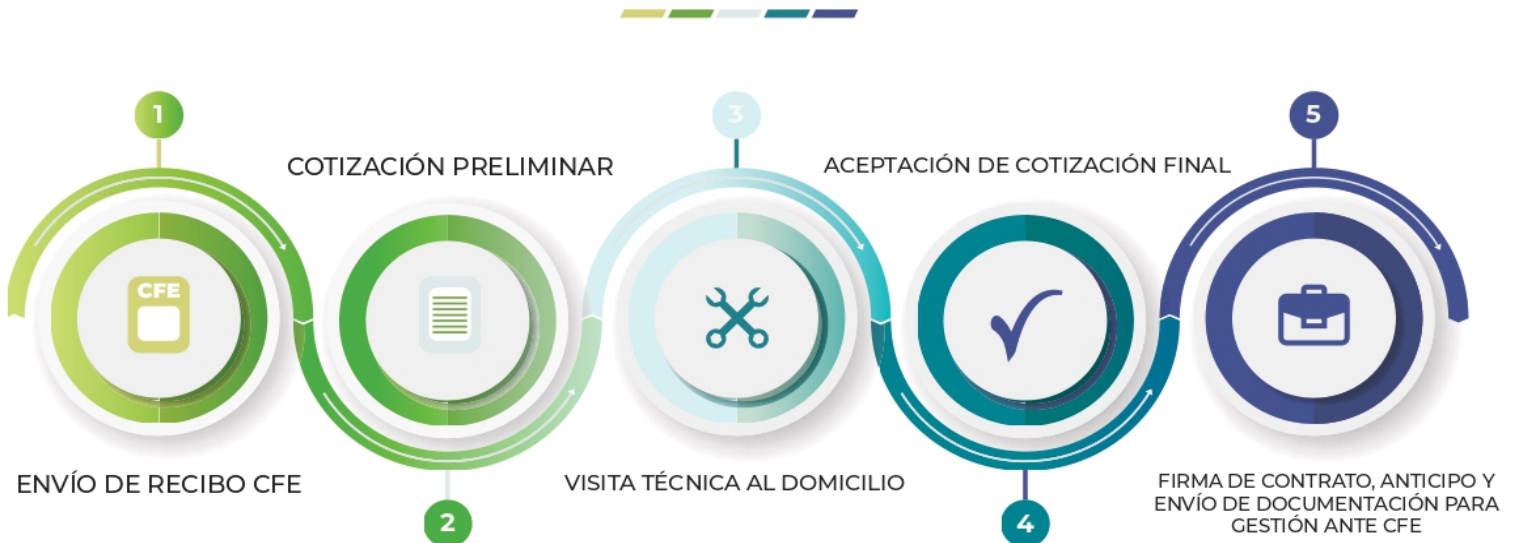 1
CFE
ENVÍO DE RECIBO CFE
COTIZACIÓN PRELIMINAR
2
3
VISITA TÉCNICA AL DOMICILIO
ACEPTACIÓN DE COTIZACIÓN FINAL
4
5
FIRMA DE CONTRATO, ANTICIPO Y
ENVÍO DE DOCUMENTACIÓN PARA
GESTIÓN ANTE CFE